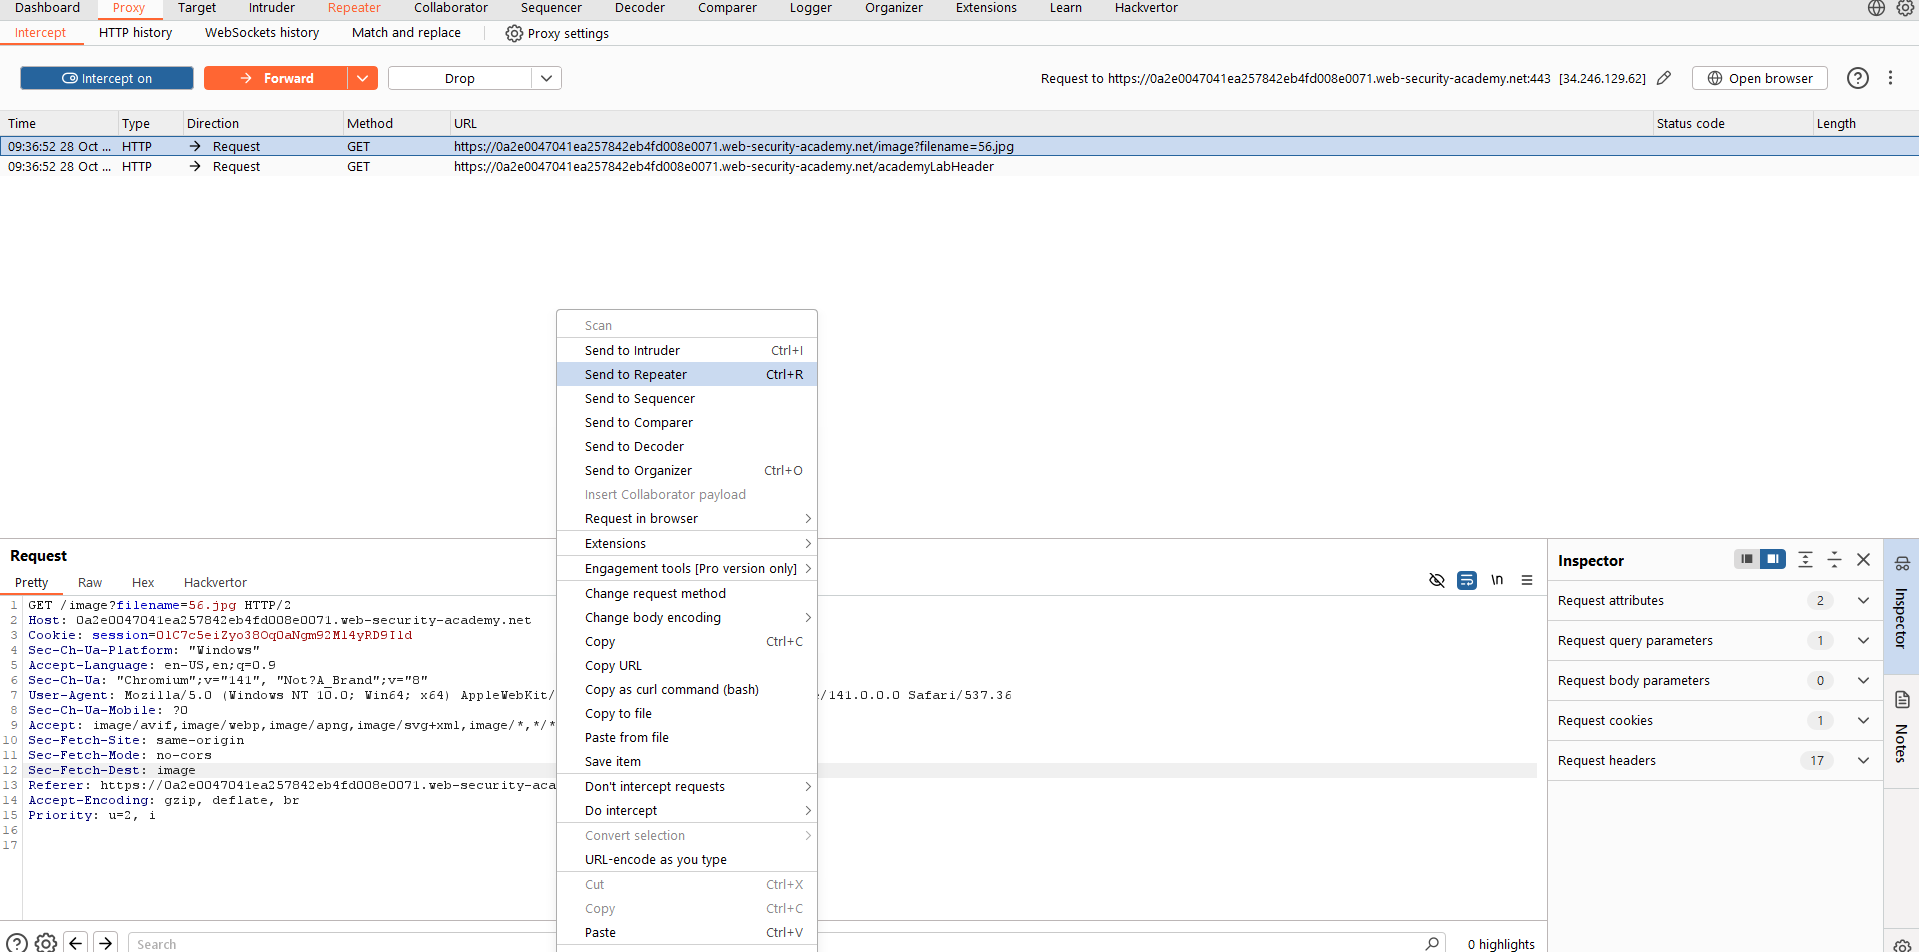 Dashboard Proxy Target Intruder Repeater Collaborator Sequencer Decoder Comparer Logger Organizer Extensions Learn Hackvertor
Intercept HTTP history WebSockets history Match and replace Proxy settings
Intercept on Forward Drop Request to https://0a2e0047041ea257842eb4fd008e0071.web-security-academy.net:443 [34.246.129.62] Open browser
Time Type Direction Method URL Status code Length
09:36:52 28 Oct ... HTTP Request GET https://0a2e0047041ea257842eb4fd008e0071.web-security-academy.net/image?filename=56.jpg
09:36:52 28 Oct ... HTTP Request GET https://0a2e0047041ea257842eb4fd008e0071.web-security-academy.net/academyLabHeader
Scan
Send to Intruder Ctrl+I
Send to Repeater Ctrl+R
Send to Sequencer
Send to Comparer
Send to Decoder
Send to Organizer Ctrl+O
Insert Collaborator payload
Request in browser
Extensions
Engagement tools [Pro version only]
Change request method
Change body encoding
Copy Ctrl+C
Copy URL
Copy as curl command (bash)
Copy to file
Paste from file
Save item
Don't intercept requests
Do intercept
Convert selection
URL-encode as you type
Cut Ctrl+X
Copy Ctrl+C
Paste Ctrl+V
Request
Pretty Raw Hex Hackvertor \n
1 GET /image?filename=56.jpg HTTP/2
2 Host: 0a2e0047041ea257842eb4fd008e0071.web-security-academy.net
3 Cookie: session=
4 Sec-Ch-Ua-Platform: "Windows"
5 Accept-Language: en-US,en;q=0.9
6 Sec-Ch-Ua: "Chromium";v="141", "Not?A_Brand";v="8"
7 User-Agent: Mozilla/5.0 (Windows NT 10.0; Win64; x64) AppleWebKit/ /141.0.0.0 Safari/537.36
8 Sec-Ch-Ua-Mobile: ?0
9 Accept: image/avif,image/webp,image/apng,image/svg+xml,image/*,*/*
10 Sec-Fetch-Site: same-origin
11 Sec-Fetch-Mode: no-cors
12 Sec-Fetch-Dest: image
13 Referer: https://0a2e0047041ea257842eb4fd008e0071.web-security-aca
14 Accept-Encoding: gzip, deflate, br
15 Priority: u=2, i
16
17
Search 0 highlights
Inspector
Request attributes 2
Request query parameters 1
Request body parameters 0
Request cookies 1
Request headers 17
Inspector
Notes